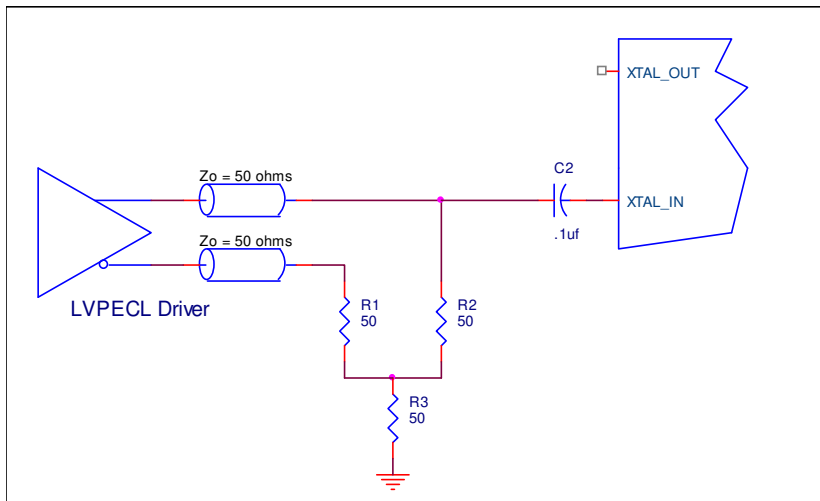 XTAL_OUT
Zo = 50 ohms
C2
XTAL_IN
.1uf
Zo = 50 ohms
LVPECL Driver
R1
50
R2
50
R3
50